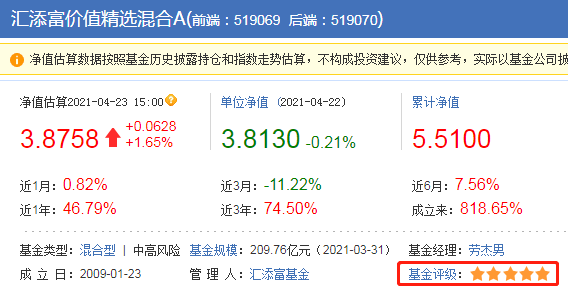 汇添富价值精选混合A(前端：519069 后端：519070)
净值估算数据按照基金历史披露持仓和指数走势估算，不构成投资建议，仅供参考，实际以基金公司披
净值估算2021-04-23 15:00 单位净值 (2021-04-22) 累计净值
3.8758 +0.0628 +1.65% 3.8130 -0.21% 5.5100
近1月：0.82% 近3月：-11.22% 近6月：7.56%
近1年：46.79% 近3年：74.50% 成立来：818.65%
基金类型：混合型 | 中高风险 基金规模：209.76亿元（2021-03-31） 基金经理：劳杰男
成 立 日：2009-01-23 管 理 人：汇添富基金 基金评级：